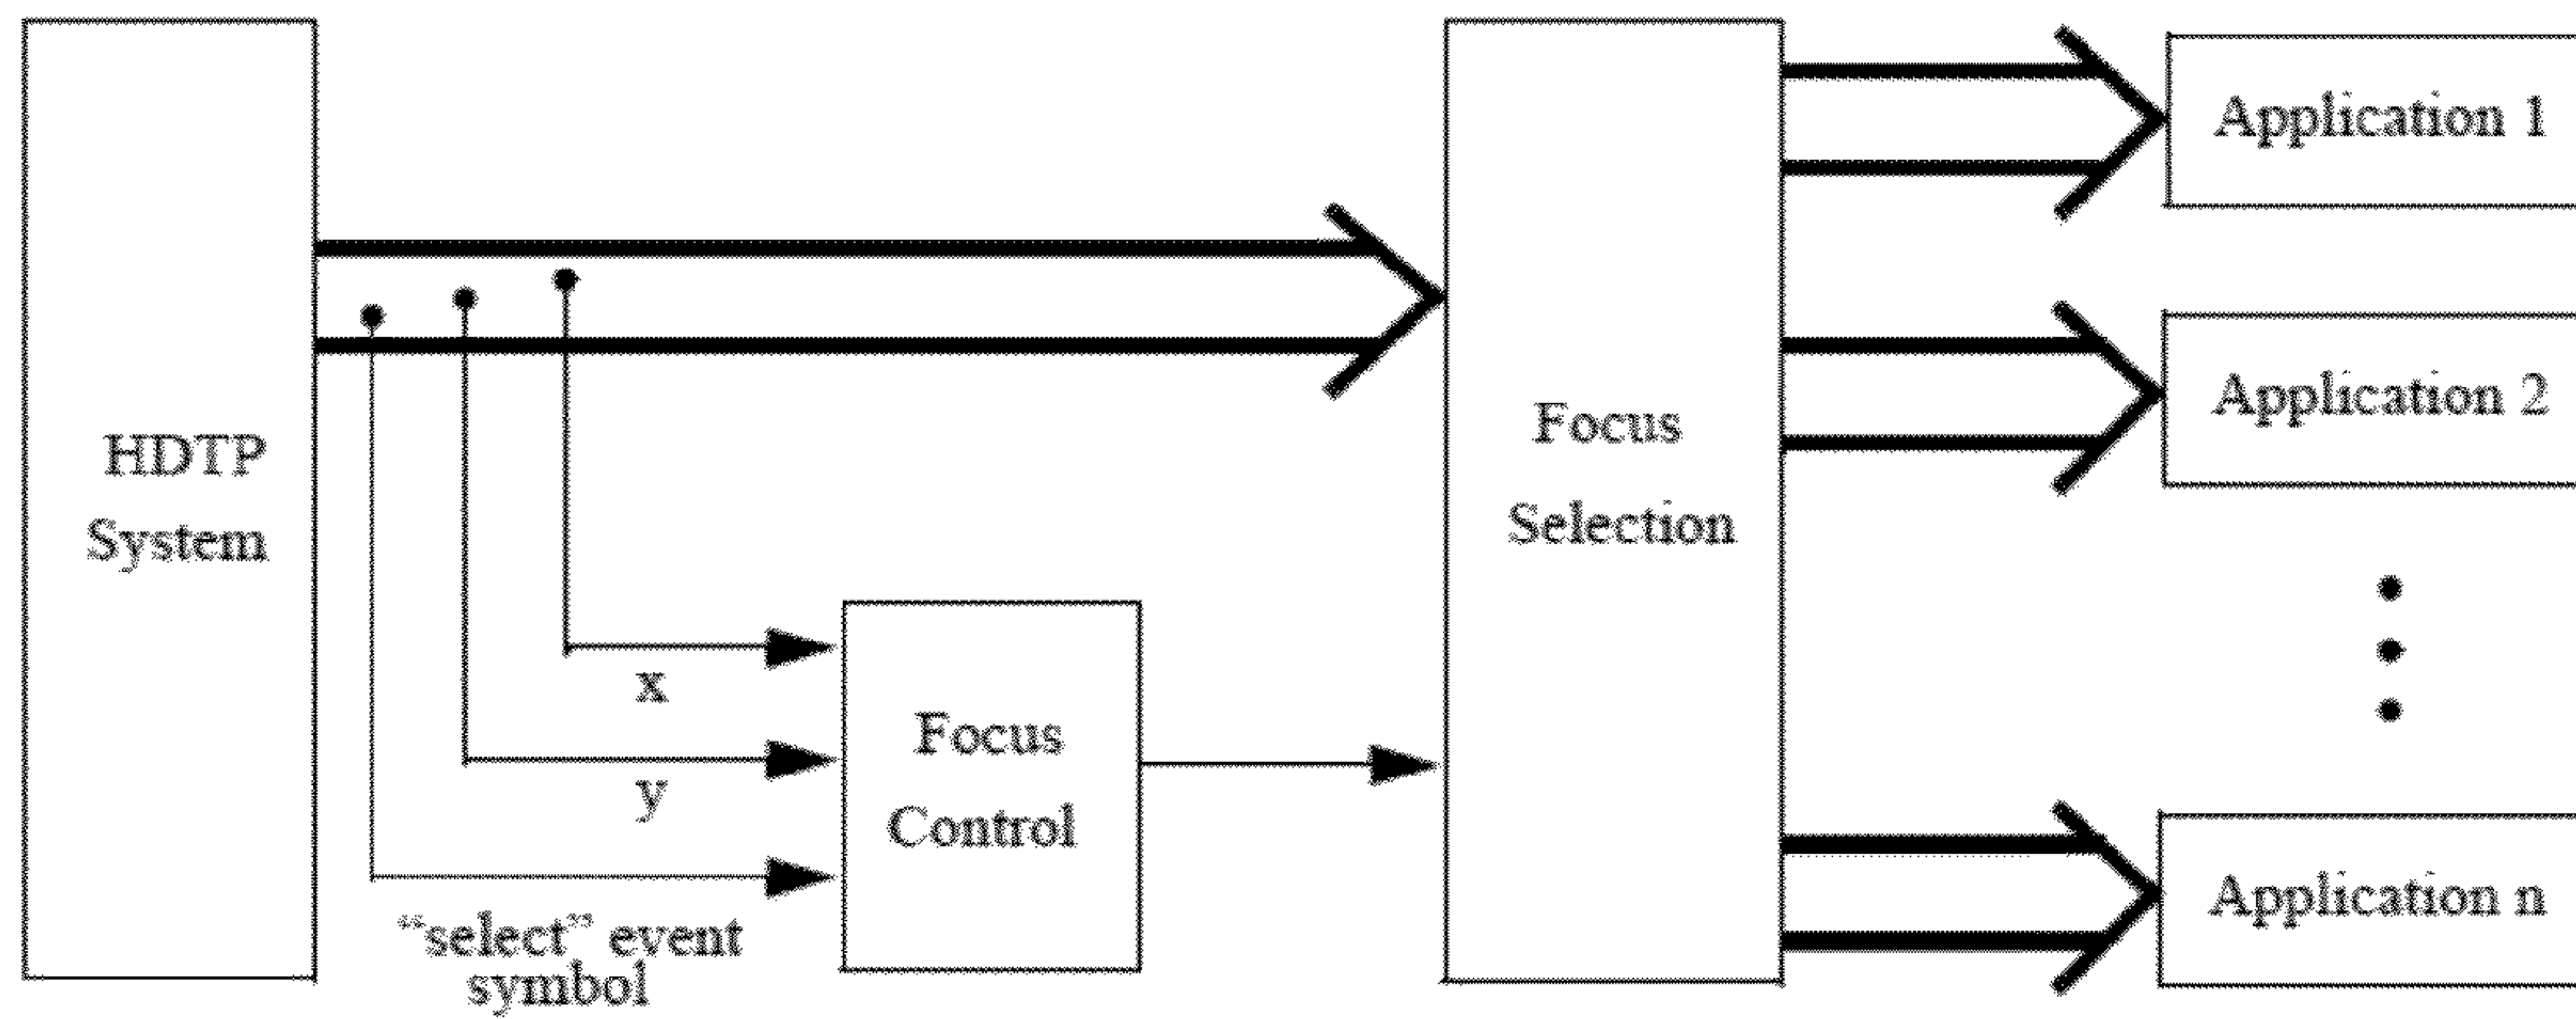 HDTP
System
x
y
“select” event
symbol
Focus
Control
Focus
Selection
Application 1
Application 2
Application n